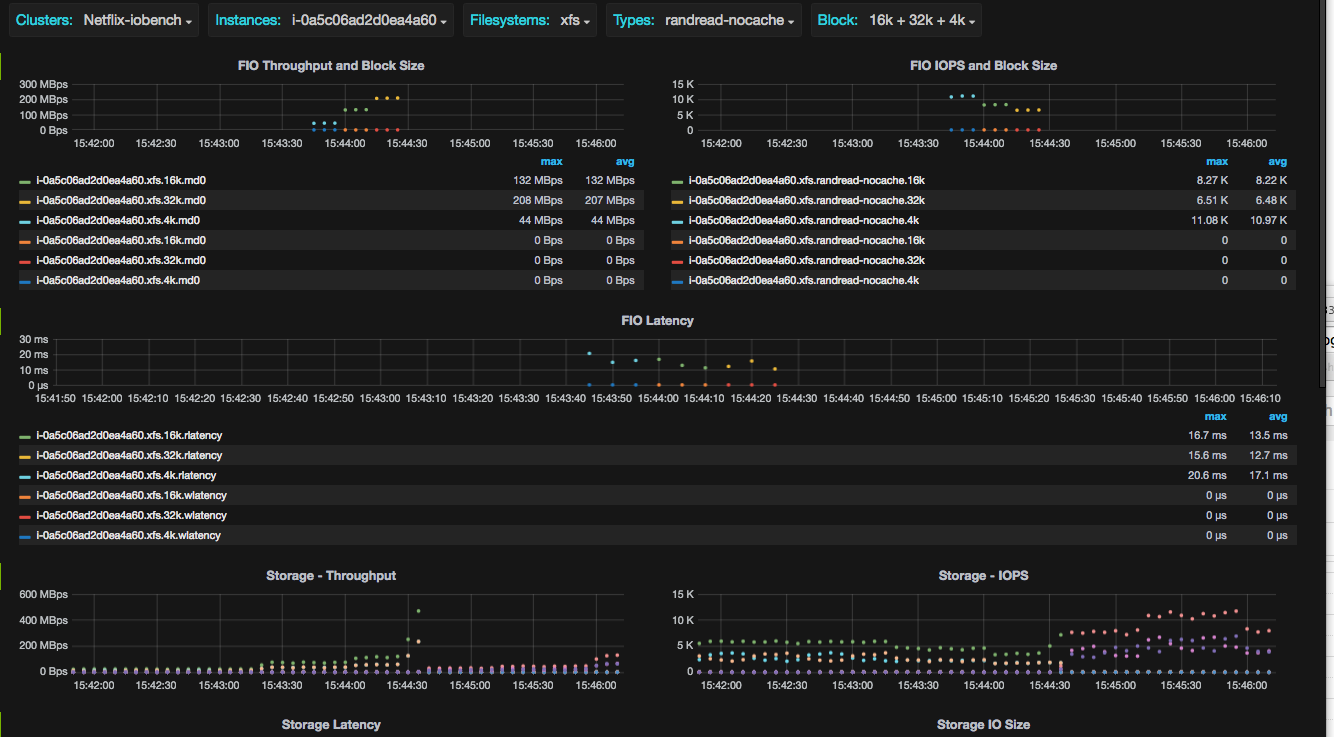 Clusters: Netflix-iobench Instances: i-0a5c06ad2d0ea4a60 Filesystems: xfs Types: randread-nocache Block: 16k + 32k + 4k
FIO Throughput and Block Size
300 MBps
200 MBps
100 MBps
0 Bps
15:42:00 15:42:30 15:43:00 15:43:30 15:44:00 15:44:30 15:45:00 15:45:30 15:46:00
max avg
i-0a5c06ad2d0ea4a60.xfs.16k.md0 132 MBps 132 MBps
i-0a5c06ad2d0ea4a60.xfs.32k.md0 208 MBps 207 MBps
i-0a5c06ad2d0ea4a60.xfs.4k.md0 44 MBps 44 MBps
i-0a5c06ad2d0ea4a60.xfs.16k.md0 0 Bps 0 Bps
i-0a5c06ad2d0ea4a60.xfs.32k.md0 0 Bps 0 Bps
i-0a5c06ad2d0ea4a60.xfs.4k.md0 0 Bps 0 Bps
FIO IOPS and Block Size
15 K
10 K
5 K
0
15:42:00 15:42:30 15:43:00 15:43:30 15:44:00 15:44:30 15:45:00 15:45:30 15:46:00
max avg
i-0a5c06ad2d0ea4a60.xfs.randread-nocache.16k 8.27 K 8.22 K
i-0a5c06ad2d0ea4a60.xfs.randread-nocache.32k 6.51 K 6.48 K
i-0a5c06ad2d0ea4a60.xfs.randread-nocache.4k 11.08 K 10.97 K
i-0a5c06ad2d0ea4a60.xfs.randread-nocache.16k 0 0
i-0a5c06ad2d0ea4a60.xfs.randread-nocache.32k 0 0
i-0a5c06ad2d0ea4a60.xfs.randread-nocache.4k 0 0
FIO Latency
30 ms
20 ms
10 ms
0 µs
15:41:50 15:42:00 15:42:10 15:42:20 15:42:30 15:42:40 15:42:50 15:43:00 15:43:10 15:43:20 15:43:30 15:43:40 15:43:50 15:44:00 15:44:10 15:44:20 15:44:30 15:44:40 15:44:50 15:45:00 15:45:10 15:45:20 15:45:30 15:45:40 15:45:50 15:46:00 15:46:10
max avg
i-0a5c06ad2d0ea4a60.xfs.16k.rlatency 16.7 ms 13.5 ms
i-0a5c06ad2d0ea4a60.xfs.32k.rlatency 15.6 ms 12.7 ms
i-0a5c06ad2d0ea4a60.xfs.4k.rlatency 20.6 ms 17.1 ms
i-0a5c06ad2d0ea4a60.xfs.16k.wlatency 0 µs 0 µs
i-0a5c06ad2d0ea4a60.xfs.32k.wlatency 0 µs 0 µs
i-0a5c06ad2d0ea4a60.xfs.4k.wlatency 0 µs 0 µs
Storage - Throughput
600 MBps
400 MBps
200 MBps
0 Bps
15:42:00 15:42:30 15:43:00 15:43:30 15:44:00 15:44:30 15:45:00 15:45:30 15:46:00
Storage - IOPS
15 K
10 K
5 K
0
15:42:00 15:42:30 15:43:00 15:43:30 15:44:00 15:44:30 15:45:00 15:45:30 15:46:00
Storage Latency
Storage IO Size